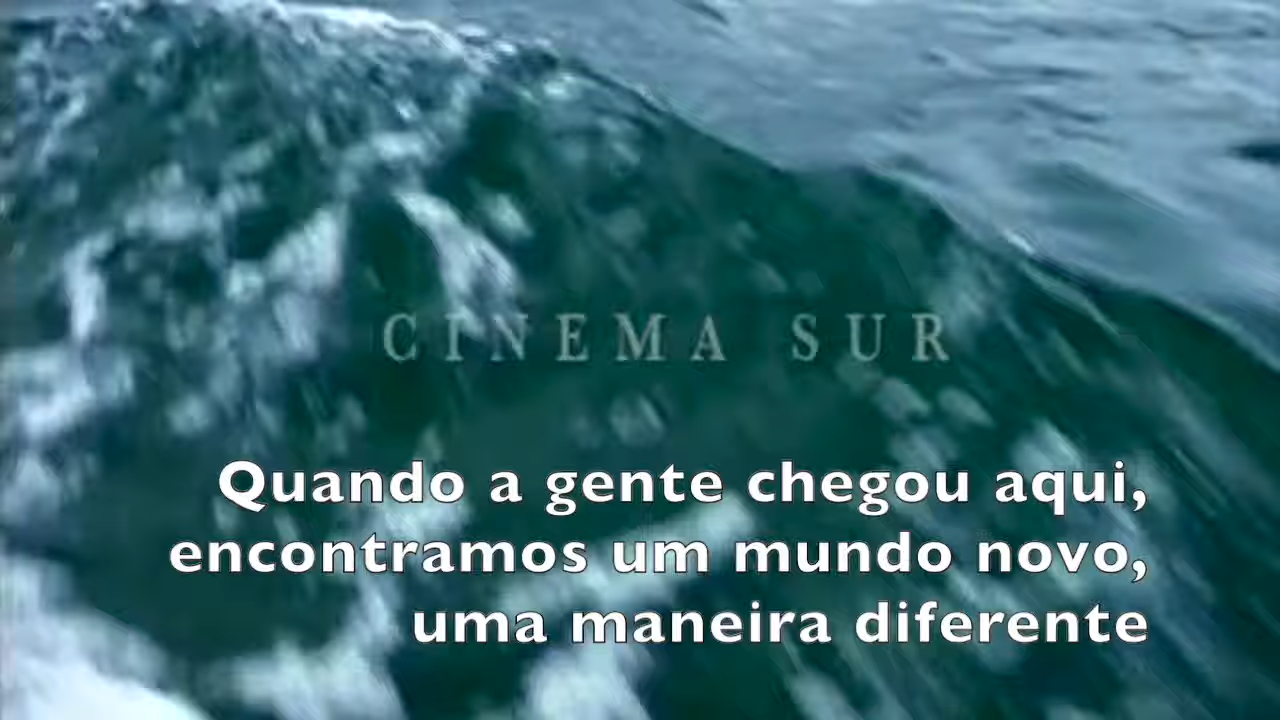 CINEMA SUR
Quando a gente chegou aqui,
encontramos um mundo novo,
uma maneira diferente